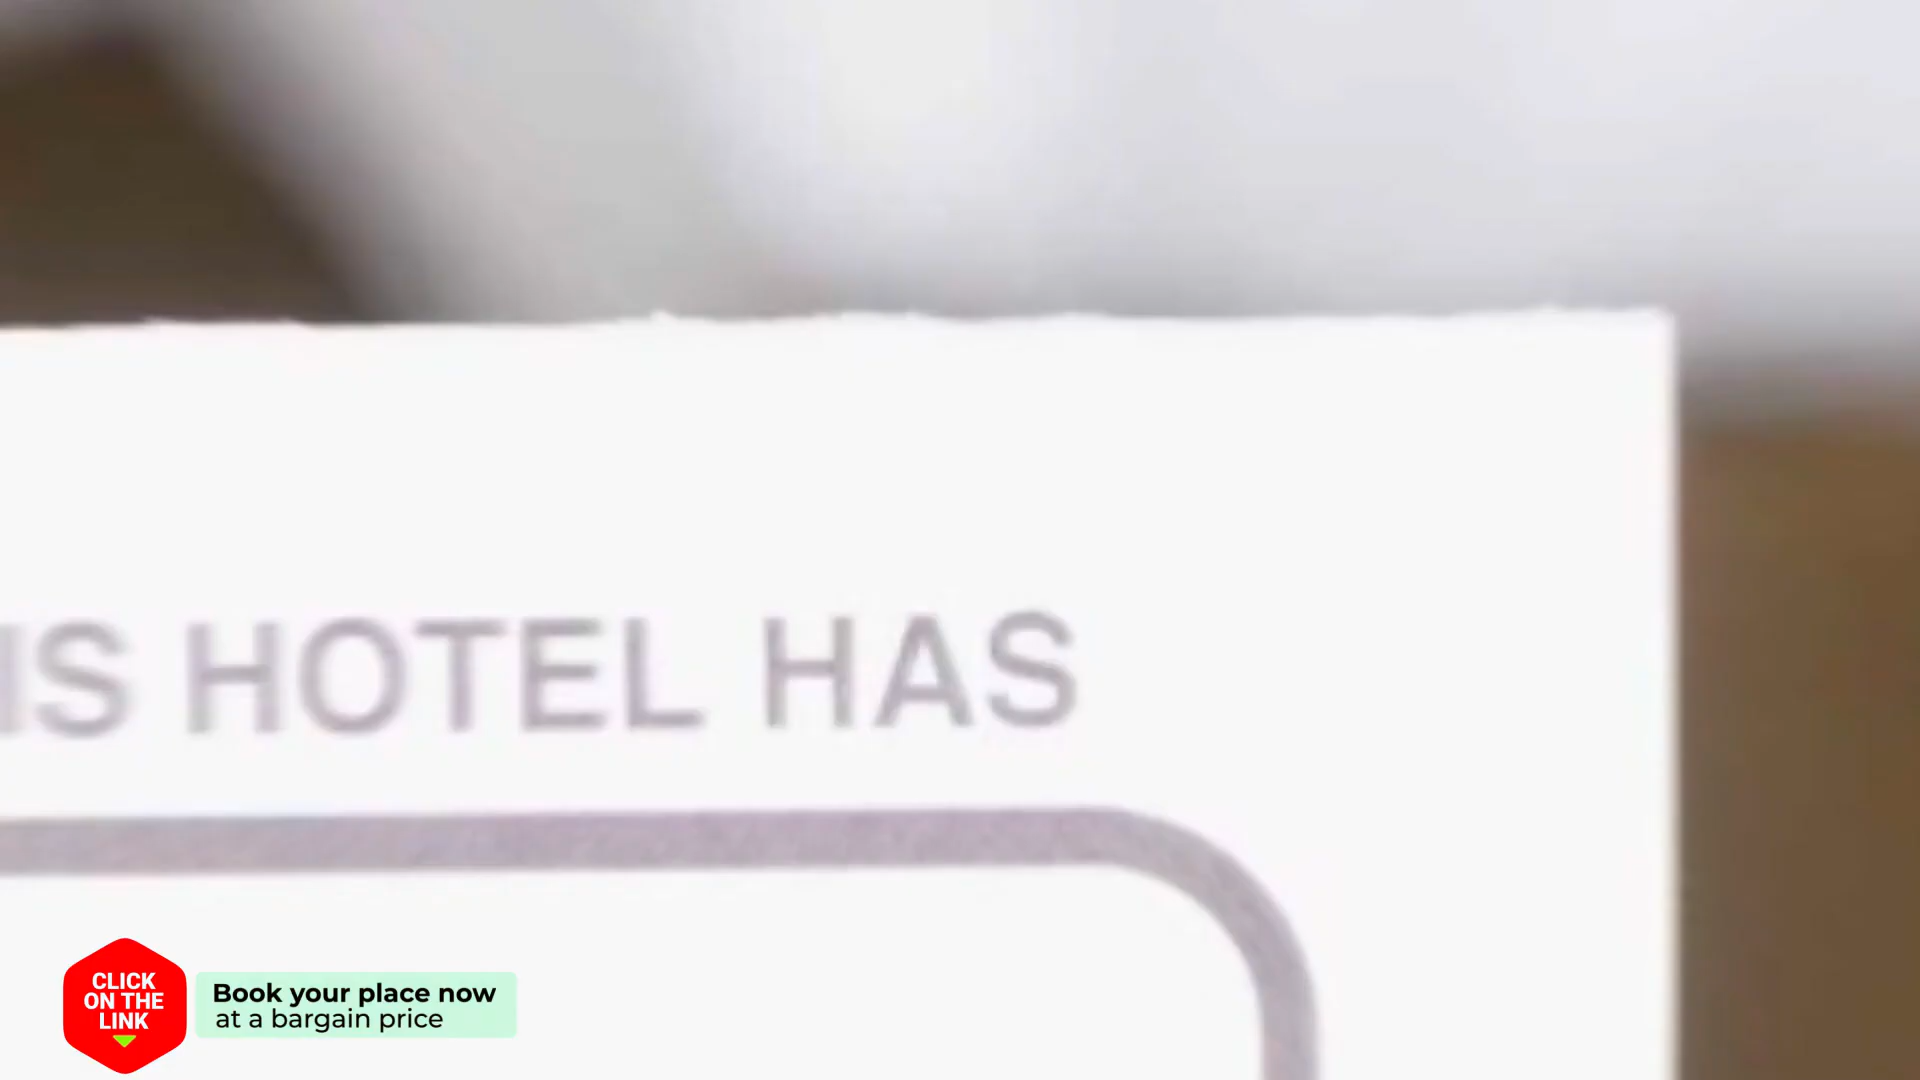 IS HOTEL HAS
CLICK
ON THE
LINK
Book your place now
at a bargain price